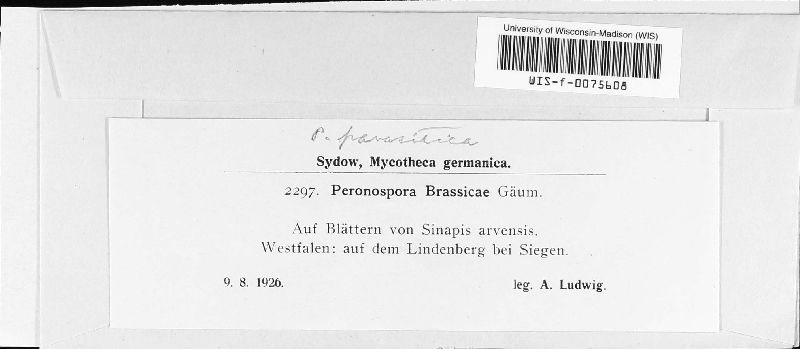 University of Wisconsin-Madison (WIS)
WIS-f-0075608
P. parasitica
Sydow, Mycotheca germanica.
2297. Peronospora Brassicae Gäum.
Auf Blättern von Sinapis arvensis.
Westfalen: auf dem Lindenberg bei Siegen.
9. 8. 1926. leg. A. Ludwig.